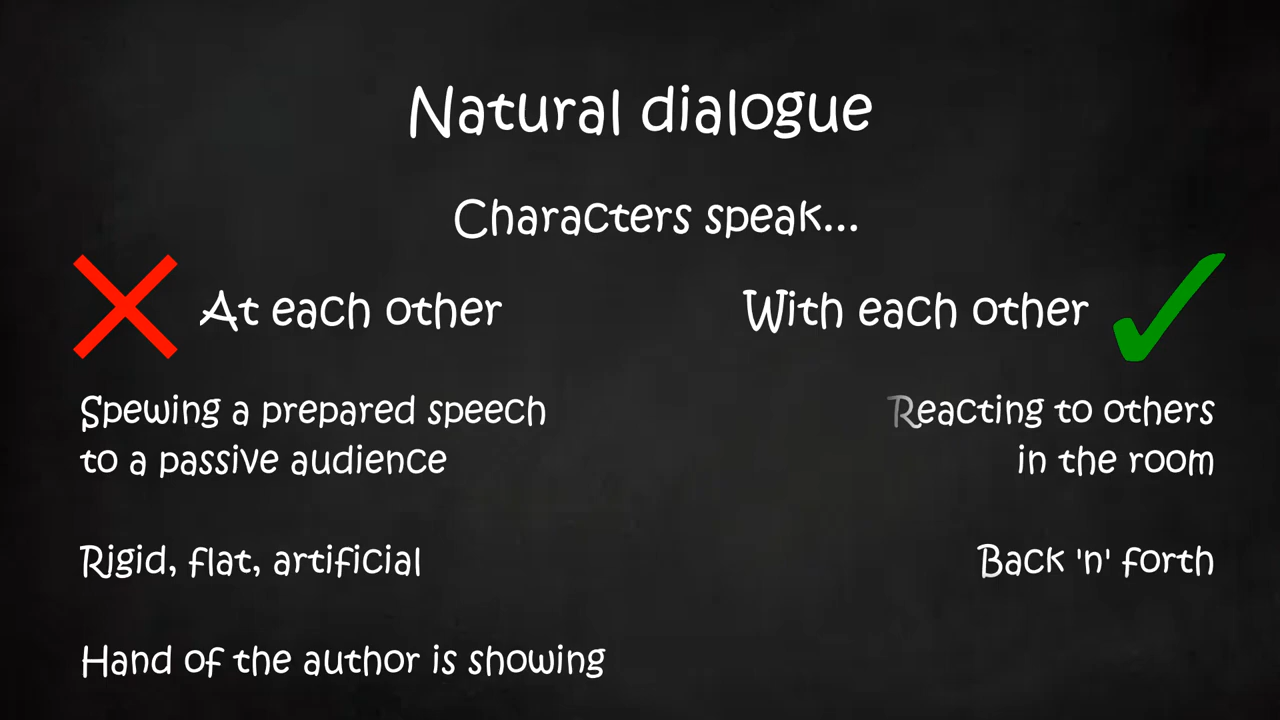 Natural dialogue
Characters speak...
At each other
With each other
Spewing a prepared speech
to a passive audience
Rigid, flat, artificial
Hand of the author is showing
Reacting to others
in the room
Back 'n' forth